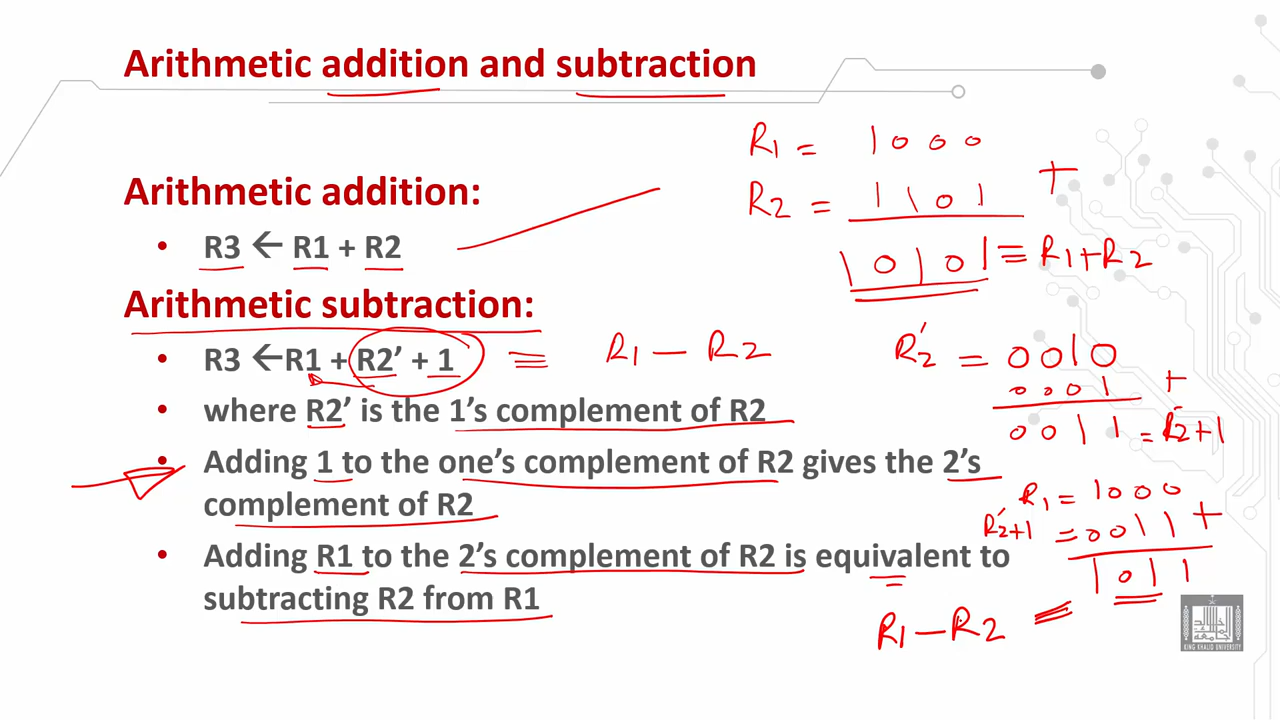 Arithmetic addition and subtraction
Arithmetic addition:
• R3 ← R1 + R2
Arithmetic subtraction:
• R3 ←R1 + R2’ + 1
• where R2’ is the 1’s complement of R2
• Adding 1 to the one’s complement of R2 gives the 2’s
complement of R2
• Adding R1 to the 2’s complement of R2 is equivalent to
subtracting R2 from R1
R1 = 1000
R2 = 1101 +
10101 = R1+R2
≡ R1 - R2
R2' = 0010
0001 +
0011 = R2'+1
R1 = 1000
R2'+1 = 0011 +
1011
R1 - R2 =
KING KHALID UNIVERSITY